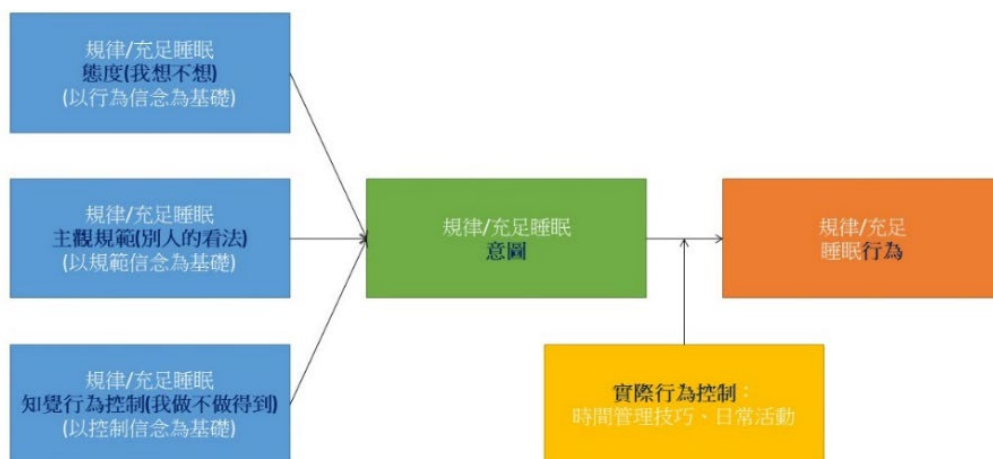 規律/充足睡眠
態度(我想不想)
(以行為信念為基礎)
規律/充足睡眠
主觀規範(別人的看法)
(以規範信念為基礎)
規律/充足睡眠
知覺行為控制(我做不做得到)
(以控制信念為基礎)
規律/充足睡眠
意圖
規律/充足
睡眠行為
實際行為控制：
時間管理技巧、日常活動